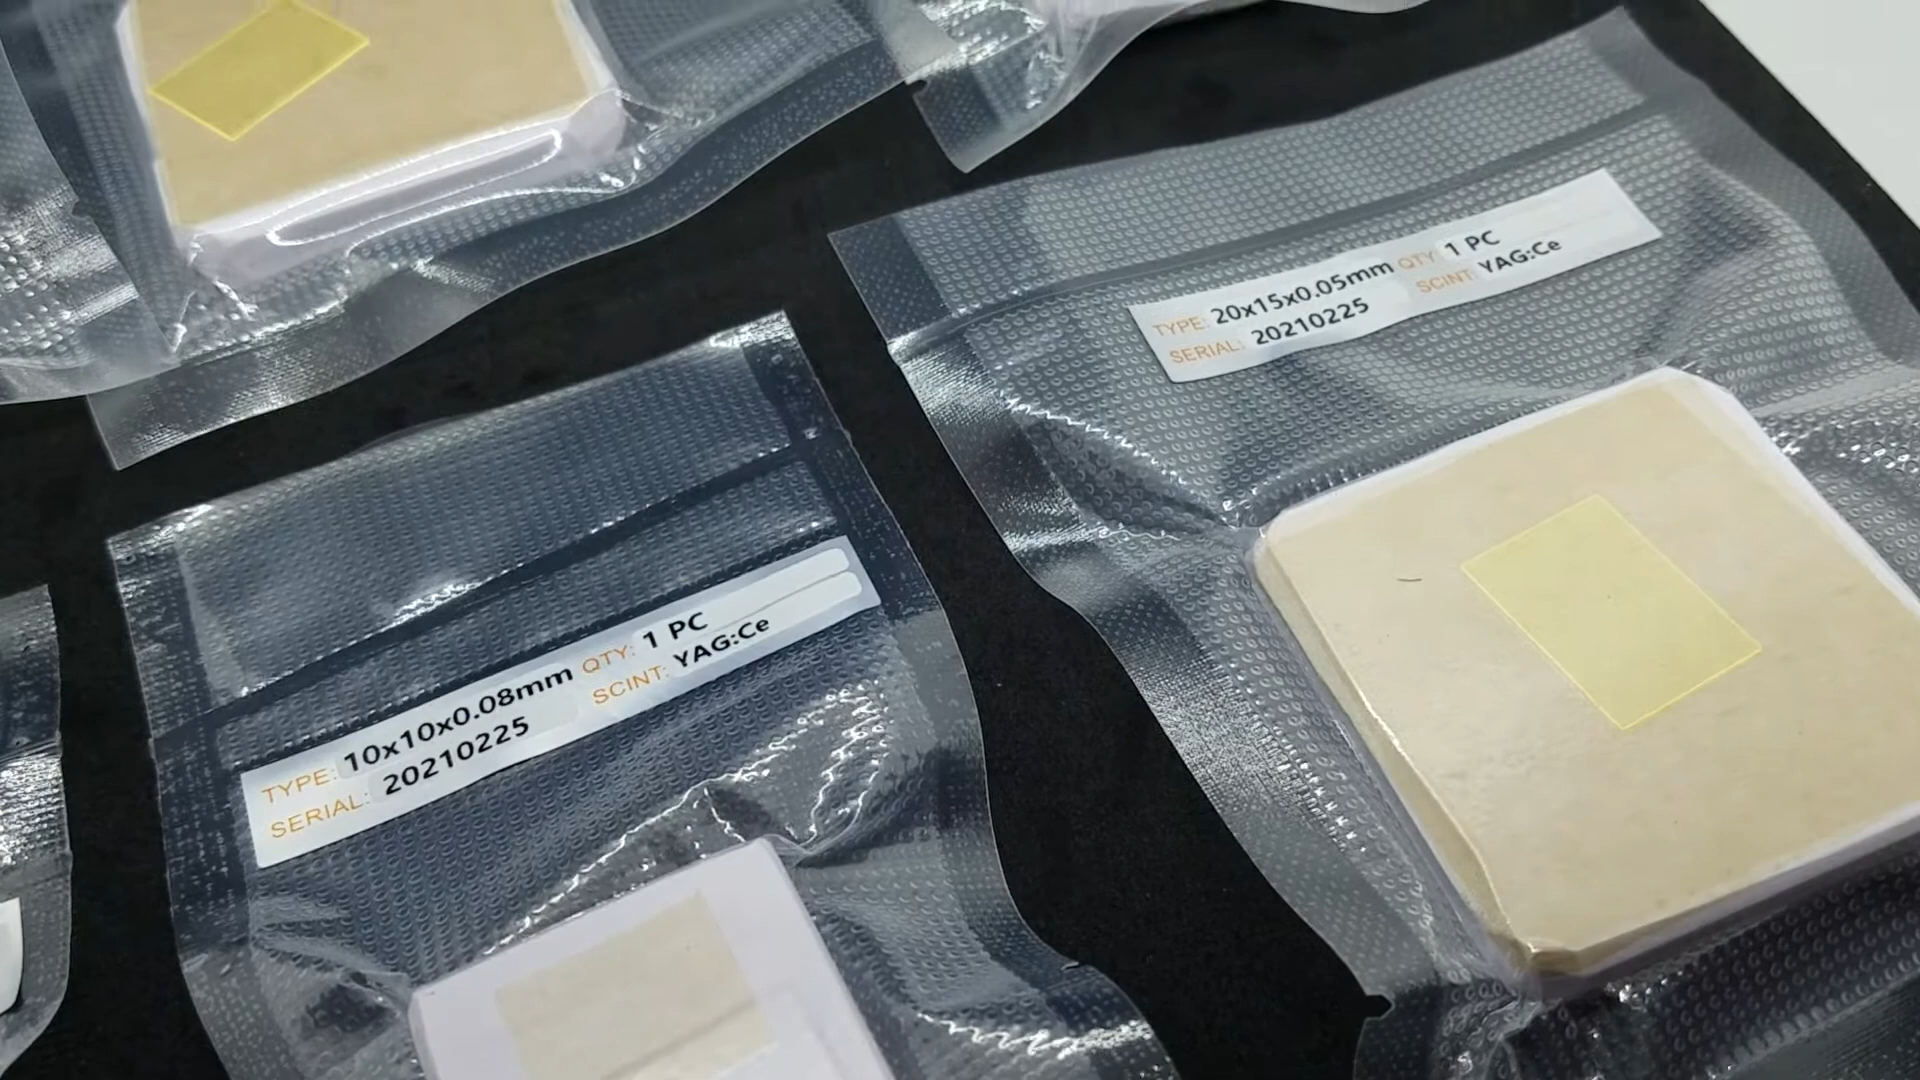 TYPE: 20x15x0.05mm QTY: 1 PC
SERIAL: 20210225 SCINT: YAG:Ce
TYPE: 10x10x0.08mm QTY: 1 PC
SERIAL: 20210225 SCINT: YAG:Ce